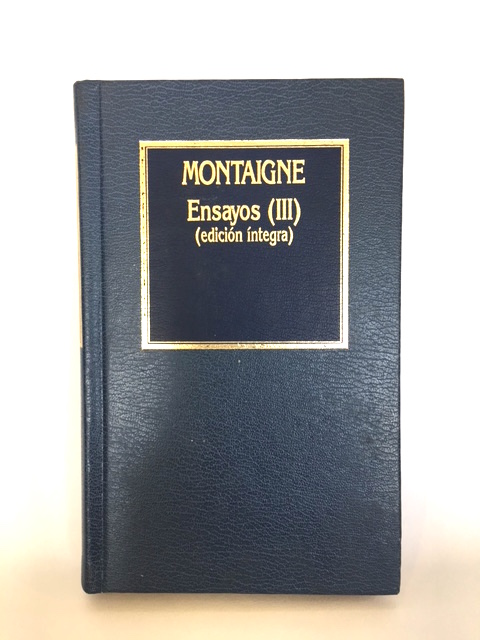 MONTAIGNE
Ensayos (III)
(edición íntegra)